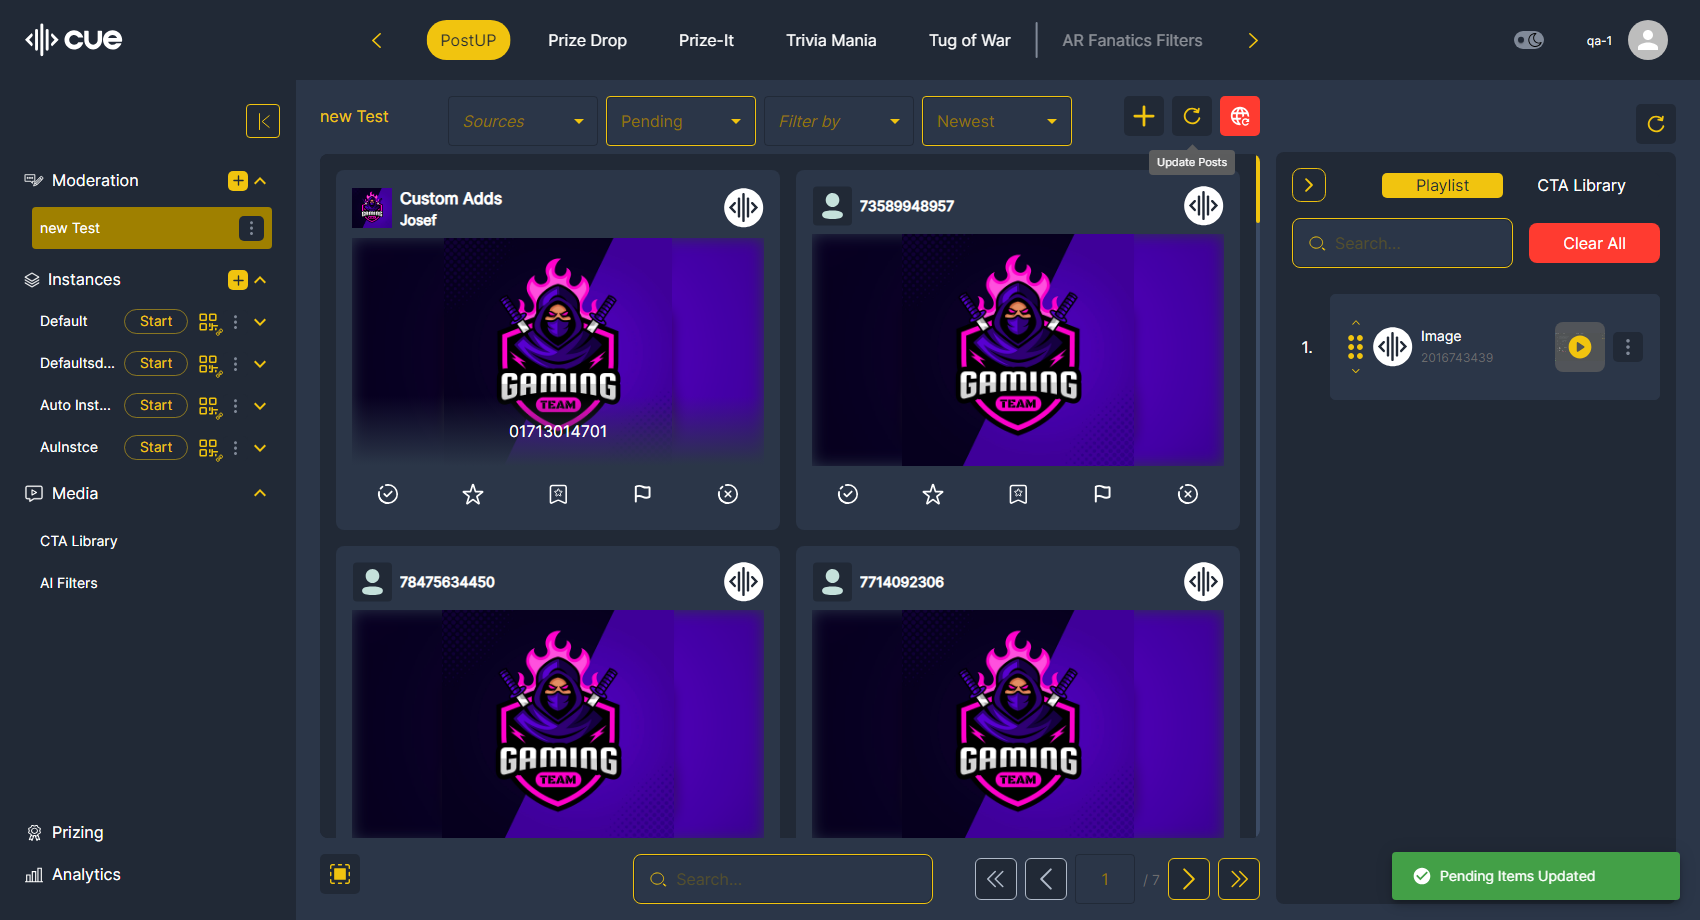 cue
PostUP
Prize Drop
Prize-It
Trivia Mania
Tug of War
AR Fanatics Filters
qa-1
new Test
Sources
Pending
Filter by
Newest
Update Posts
Moderation
new Test
Instances
Default
Start
Defaultsd...
Start
Auto Inst...
Start
AuInstce
Start
Media
CTA Library
AI Filters
Prizing
Analytics
Custom Adds
Josef
GAMING
TEAM
01713014701
73589948957
GAMING
TEAM
78475634450
GAMING
TEAM
7714092306
GAMING
TEAM
Search...
1
/ 7
Playlist
CTA Library
Search...
Clear All
1.
Image
2016743439
Pending Items Updated